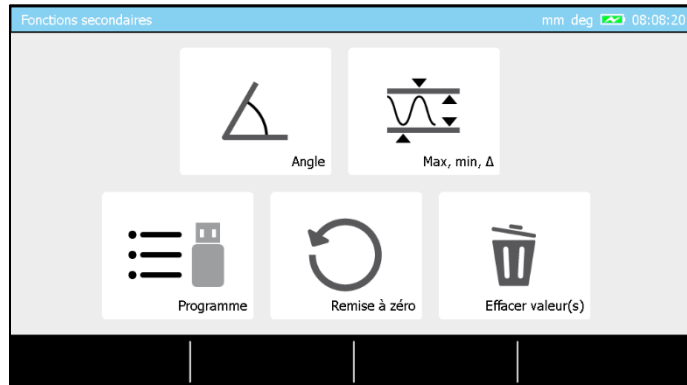 Fonctions secondaires
mm deg 08:08:20
Angle
Max, min, Δ
Programme
Remise à zéro
Effacer valeur(s)